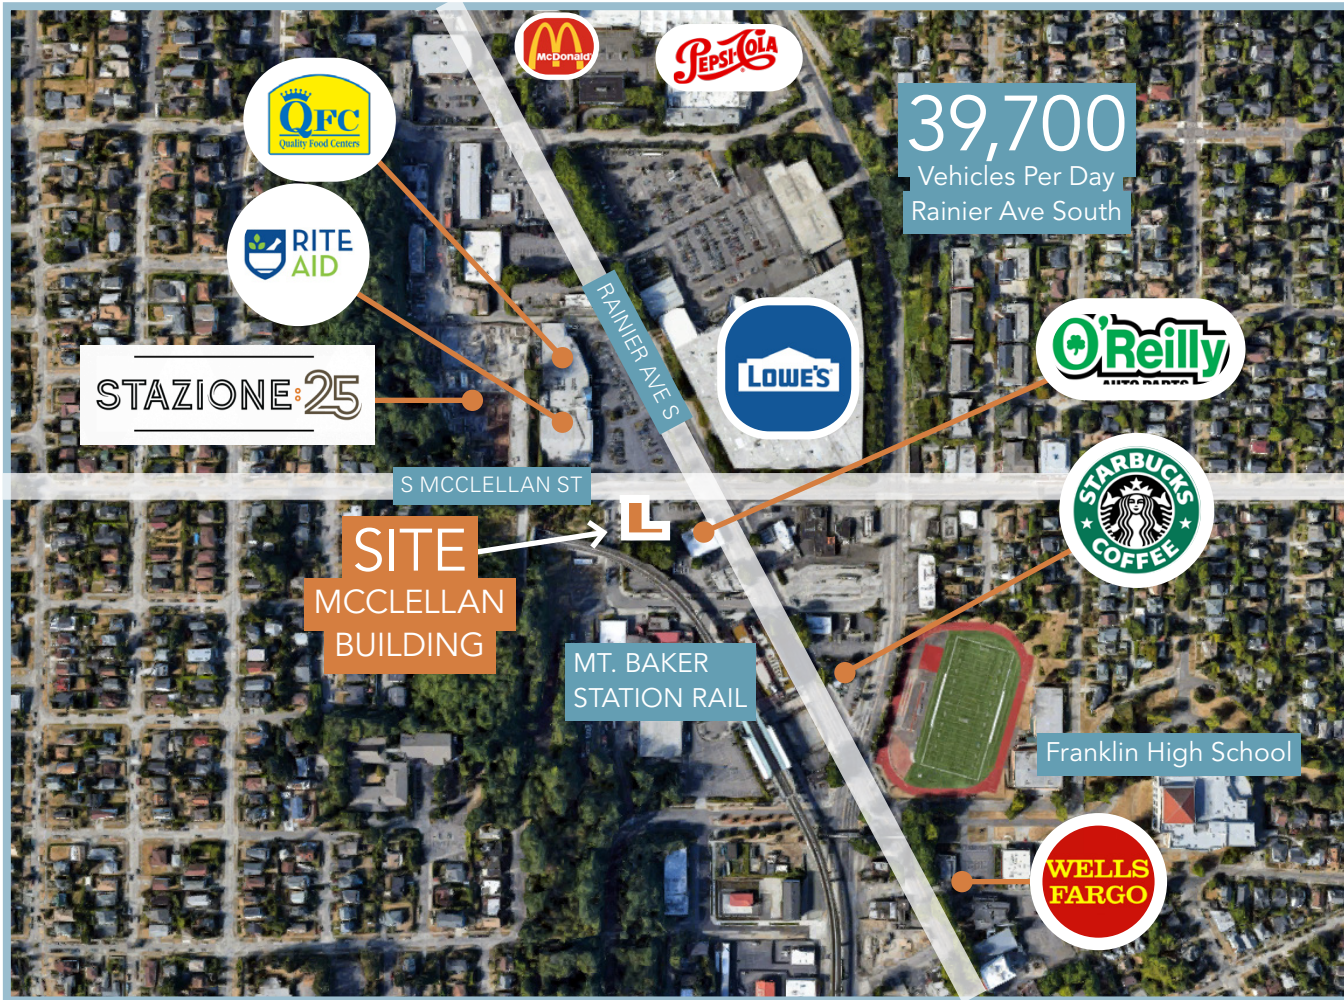 McDonald's
PEPSI-COLA
QFC
Quality Food Centers
39,700
Vehicles Per Day
Rainier Ave South
RITE
AID
RAINIER AVE S
O'Reilly
AUTO PARTS
LOWE'S
STAZIONE:25
S MCCLELLAN ST
STARBUCKS
COFFEE
SITE
MCCLELLAN
BUILDING
MT. BAKER
STATION RAIL
Franklin High School
WELLS
FARGO